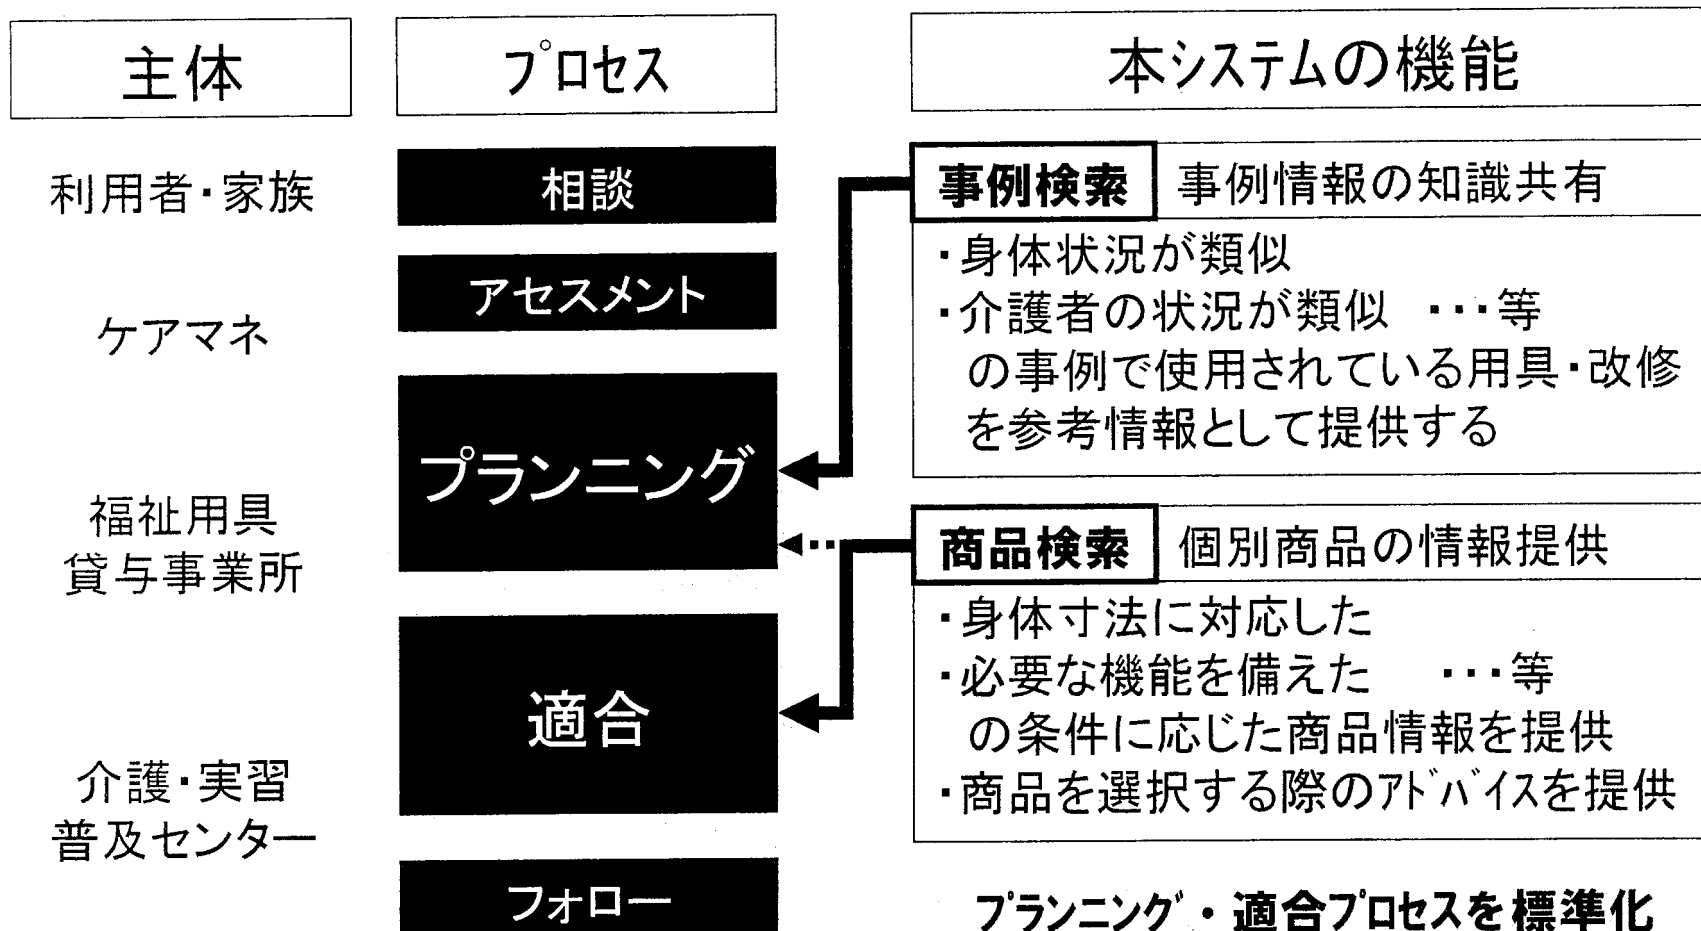 主体
プロセス
本システムの機能
利用者・家族
ケアマネ
福祉用具
貸与事業所
介護・実習
普及センター
相談
アセスメント
プランニング
適合
フォロー
事例検索
事例情報の知識共有
・身体状況が類似
・介護者の状況が類似 ・・・等
の事例で使用されている用具・改修
を参考情報として提供する
商品検索
個別商品の情報提供
・身体寸法に対応した
・必要な機能を備えた ・・・等
の条件に応じた商品情報を提供
・商品を選択する際のアドバイスを提供
プランニング・適合プロセスを標準化